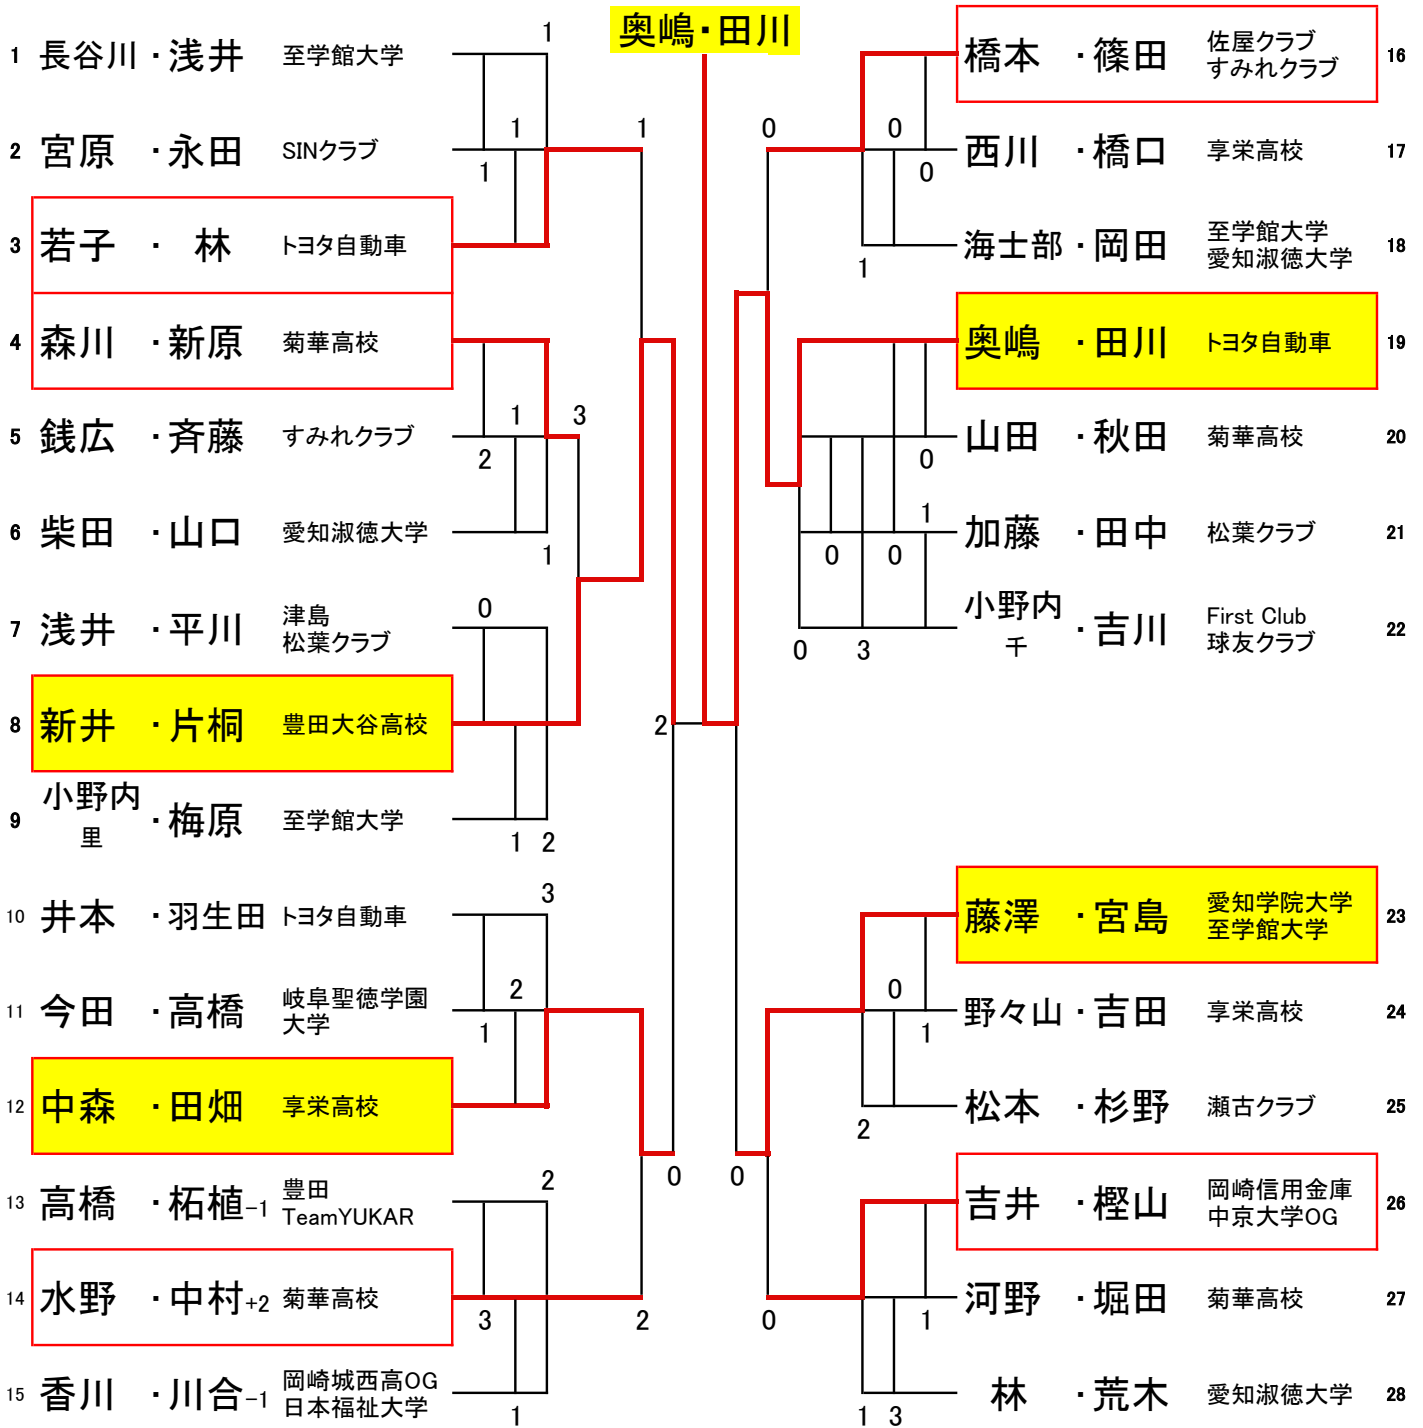 奥嶋・田川
1 長谷川・浅井 至学館大学
2 宮原・永田 SINクラブ
3 若子・林 トヨタ自動車
4 森川・新原 菊華高校
5 銭広・斉藤 すみれクラブ
6 柴田・山口 愛知淑徳大学
7 浅井・平川 津島
松葉クラブ
8 新井・片桐 豊田大谷高校
9 小野内
里
・梅原 至学館大学
10 井本・羽生田 トヨタ自動車
11 今田・高橋 岐阜聖徳学園
大学
12 中森・田畑 享栄高校
13 高橋・柘植-1 豊田
TeamYUKAR
14 水野・中村+2 菊華高校
15 香川・川合-1 岡崎城西高OG
日本福祉大学
1
1
1
1
1
2
3
1
0
1 2
3
2
1
2
3
2
1
2
0
橋本・篠田 佐屋クラブ
すみれクラブ
16
西川・橋口 享栄高校 17
海士部・岡田 至学館大学
愛知淑徳大学
18
奥嶋・田川 トヨタ自動車 19
山田・秋田 菊華高校 20
加藤・田中 松葉クラブ 21
小野内
千
・吉川 First Club
球友クラブ
22
藤澤・宮島 愛知学院大学
至学館大学
23
野々山・吉田 享栄高校 24
松本・杉野 瀬古クラブ 25
吉井・樫山 岡崎信用金庫
中京大学OG
26
河野・堀田 菊華高校 27
林・荒木 愛知淑徳大学 28
0
0
0
1
0
1
0 0
0 3
0
1
2
0
0
1
1 3